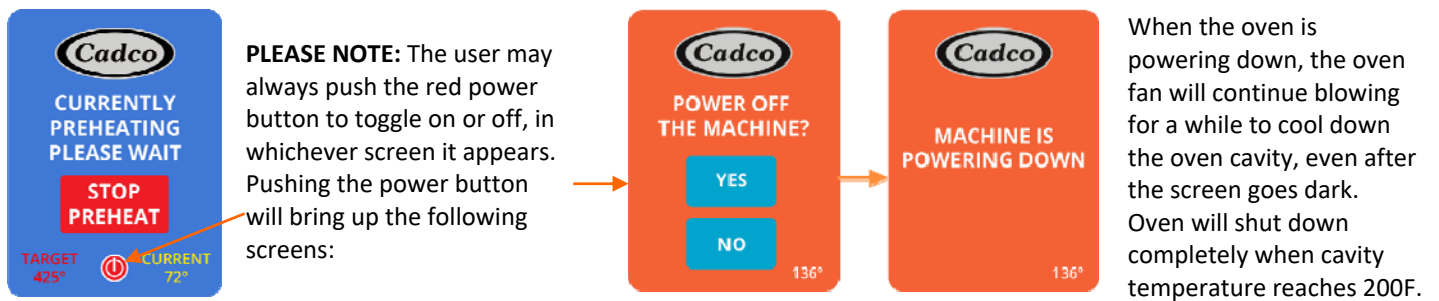 Cadco
CURRENTLY
PREHEATING
PLEASE WAIT
STOP
PREHEAT
TARGET
425°
CURRENT
72°
PLEASE NOTE: The user may
always push the red power
button to toggle on or off, in
whichever screen it appears.
Pushing the power button
will bring up the following
screens:
Cadco
POWER OFF
THE MACHINE?
YES
NO
136°
Cadco
MACHINE IS
POWERING DOWN
136°
When the oven is
powering down, the oven
fan will continue blowing
for a while to cool down
the oven cavity, even after
the screen goes dark.
Oven will shut down
completely when cavity
temperature reaches 200F.